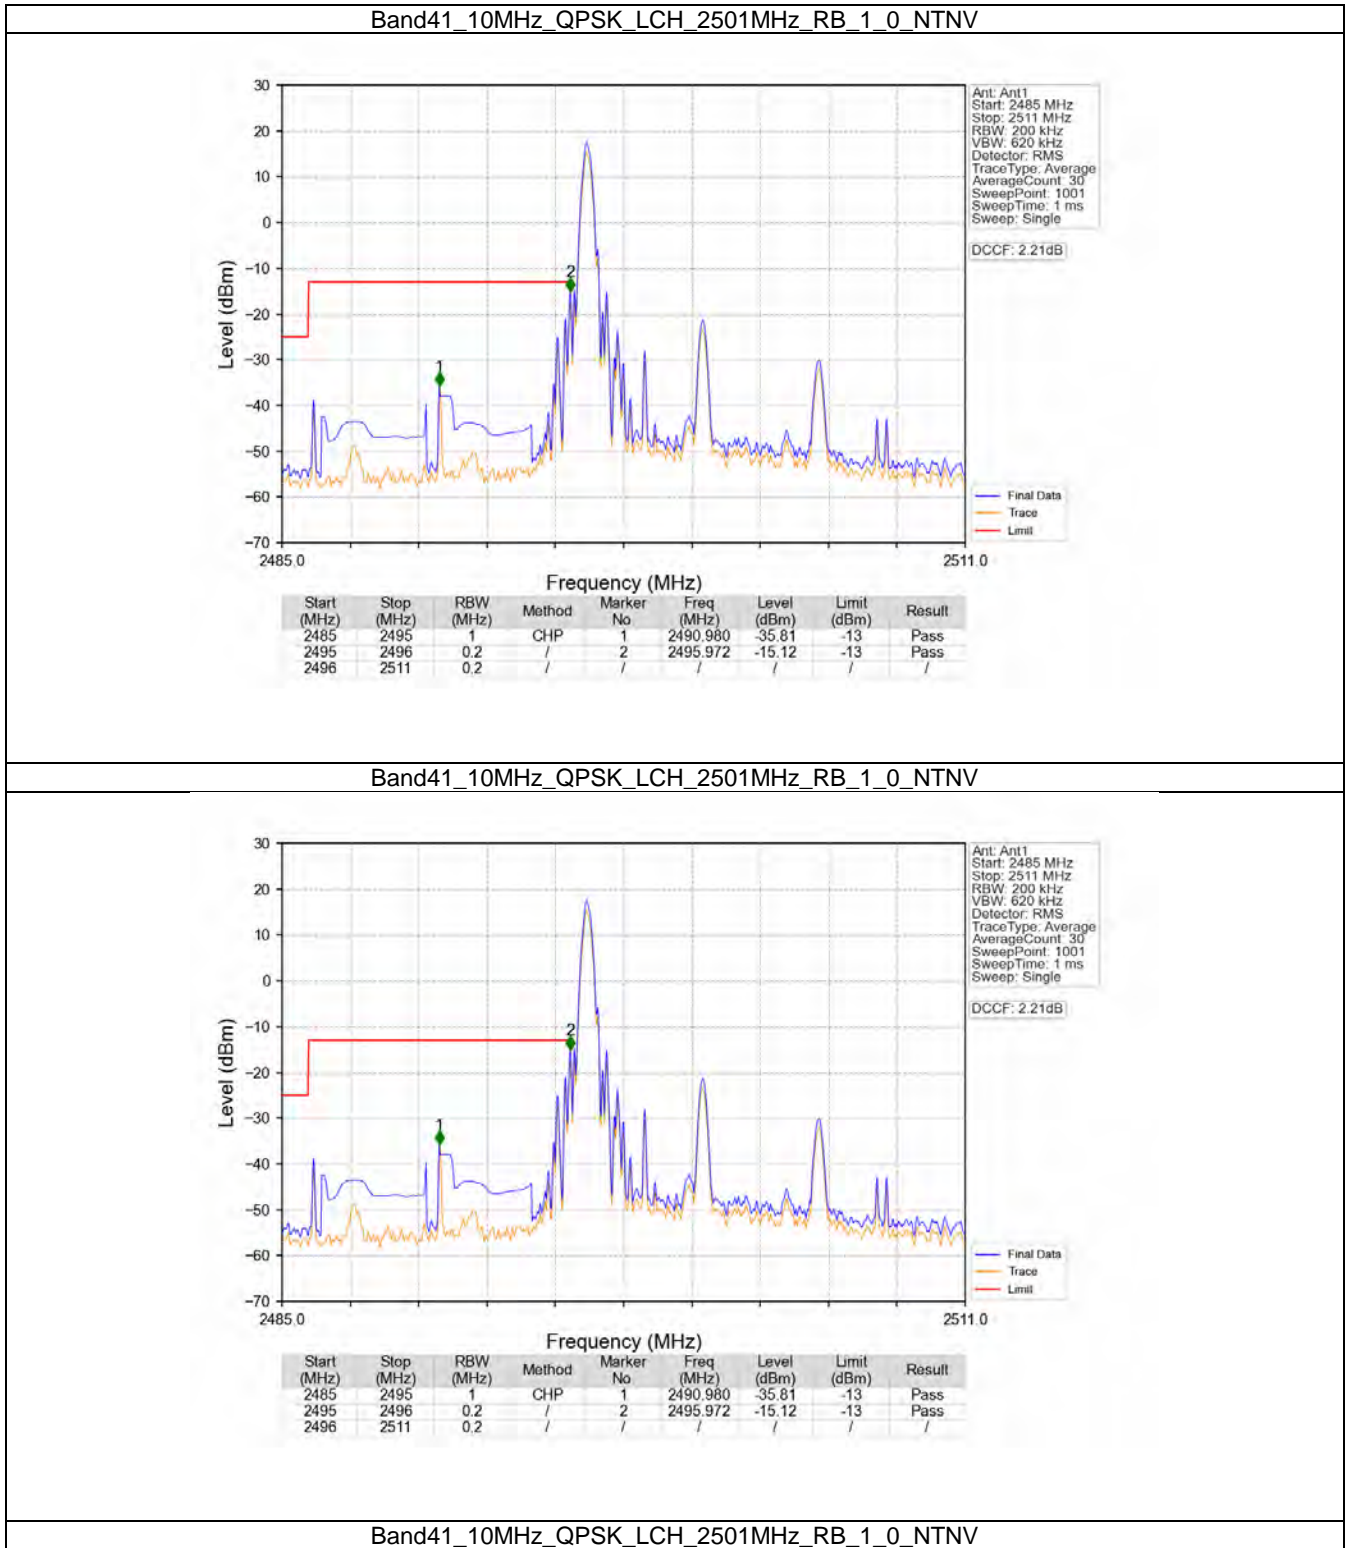 Band41_10MHz_QPSK_LCH_2501MHz_RB_1_0_NTNV
30
20
10
0
−10
−20
−30
−40
−50
−60
−70
Level (dBm)
2
1
2485.0
2511.0
Frequency (MHz)
Ant: Ant1
Start: 2485 MHz
Stop: 2511 MHz
RBW: 200 kHz
VBW: 620 kHz
Detector: RMS
TraceType: Average
AverageCount: 30
SweepPoint: 1001
SweepTime: 1 ms
Sweep: Single
DCCF: 2.21dB
Final Data
Trace
Limit
Start (MHz) Stop (MHz) RBW (MHz) Method Marker No Freq (MHz) Level (dBm) Limit (dBm) Result
2485 2495 1 CHP 1 2490.980 -35.81 -13 Pass
2495 2496 0.2 / 2 2495.972 -15.12 -13 Pass
2496 2511 0.2 / / / / / /
Band41_10MHz_QPSK_LCH_2501MHz_RB_1_0_NTNV
30
20
10
0
−10
−20
−30
−40
−50
−60
−70
Level (dBm)
2
1
2485.0
2511.0
Frequency (MHz)
Ant: Ant1
Start: 2485 MHz
Stop: 2511 MHz
RBW: 200 kHz
VBW: 620 kHz
Detector: RMS
TraceType: Average
AverageCount: 30
SweepPoint: 1001
SweepTime: 1 ms
Sweep: Single
DCCF: 2.21dB
Final Data
Trace
Limit
Start (MHz) Stop (MHz) RBW (MHz) Method Marker No Freq (MHz) Level (dBm) Limit (dBm) Result
2485 2495 1 CHP 1 2490.980 -35.81 -13 Pass
2495 2496 0.2 / 2 2495.972 -15.12 -13 Pass
2496 2511 0.2 / / / / / /
Band41_10MHz_QPSK_LCH_2501MHz_RB_1_0_NTNV